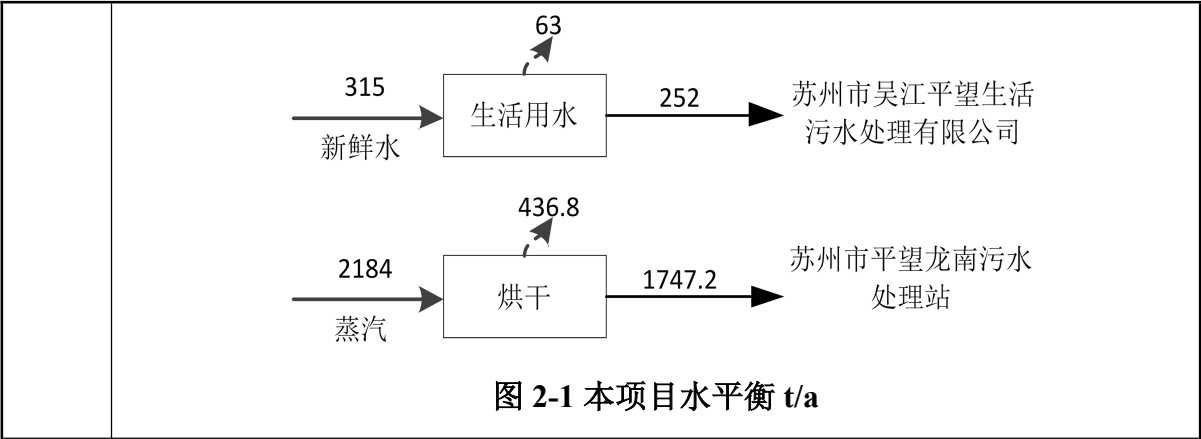 63
315
生活用水
252
苏州市吴江平望生活
污水处理有限公司
新鲜水
436.8
2184
烘干
1747.2
苏州市平望龙南污水
处理站
蒸汽
图 2-1 本项目水平衡 t/a